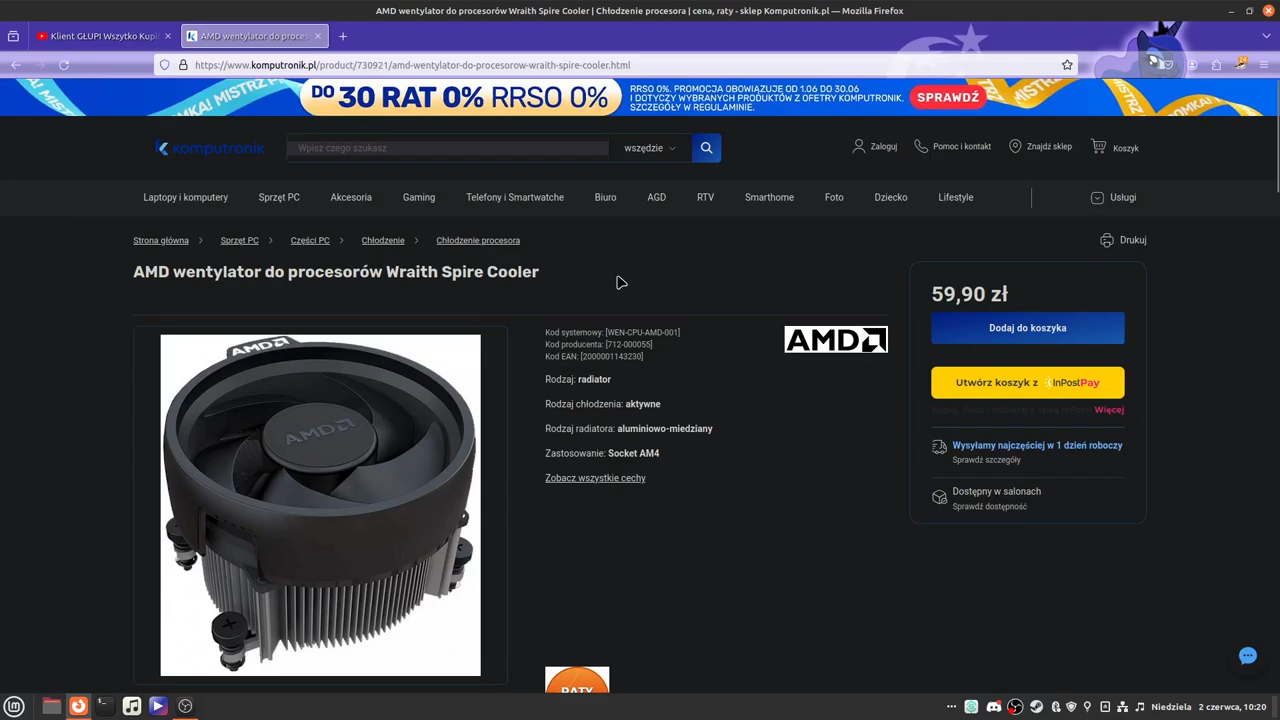 AMD wentylator do procesorów Wraith Spire Cooler | Chłodzenie procesora | cena, raty - sklep Komputronik.pl — Mozilla Firefox
Klient GŁUPI Wszytko Kupi
AMD wentylator do proces
https://www.komputronik.pl/product/730921/amd-wentylator-do-procesorow-wraith-spire-cooler.html
DO 30 RAT 0% RRSO 0%
RRSO 0%. PROMOCJA OBOWIĄZUJE OD 1.06 DO 30.06
I DOTYCZY WYBRANYCH PRODUKTÓW Z OFETRY KOMPUTRONIK.
SZCZEGÓŁY W REGULAMINIE.
SPRAWDŹ
komputronik
Wpisz czego szukasz
wszędzie
Zaloguj
Pomoc i kontakt
Znajdź sklep
Koszyk
Laptopy i komputery
Sprzęt PC
Akcesoria
Gaming
Telefony i Smartwatche
Biuro
AGD
RTV
Smarthome
Foto
Dziecko
Lifestyle
Usługi
Strona główna
Sprzęt PC
Części PC
Chłodzenie
Chłodzenie procesora
Drukuj
AMD wentylator do procesorów Wraith Spire Cooler
AMD
AMD
Kod systemowy: [WEN-CPU-AMD-001]
Kod producenta: [712-000055]
Kod EAN: [2000001143230]
AMD
Rodzaj: radiator
Rodzaj chłodzenia: aktywne
Rodzaj radiatora: aluminiowo-miedziany
Zastosowanie: Socket AM4
Zobacz wszystkie cechy
RATY
59,90 zł
Dodaj do koszyka
Utwórz koszyk z InPostPay
Więcej
Wysyłamy najczęściej w 1 dzień roboczy
Sprawdź szczegóły
Dostępny w salonach
Sprawdź dostępność
Niedziela 2 czerwca, 10:20